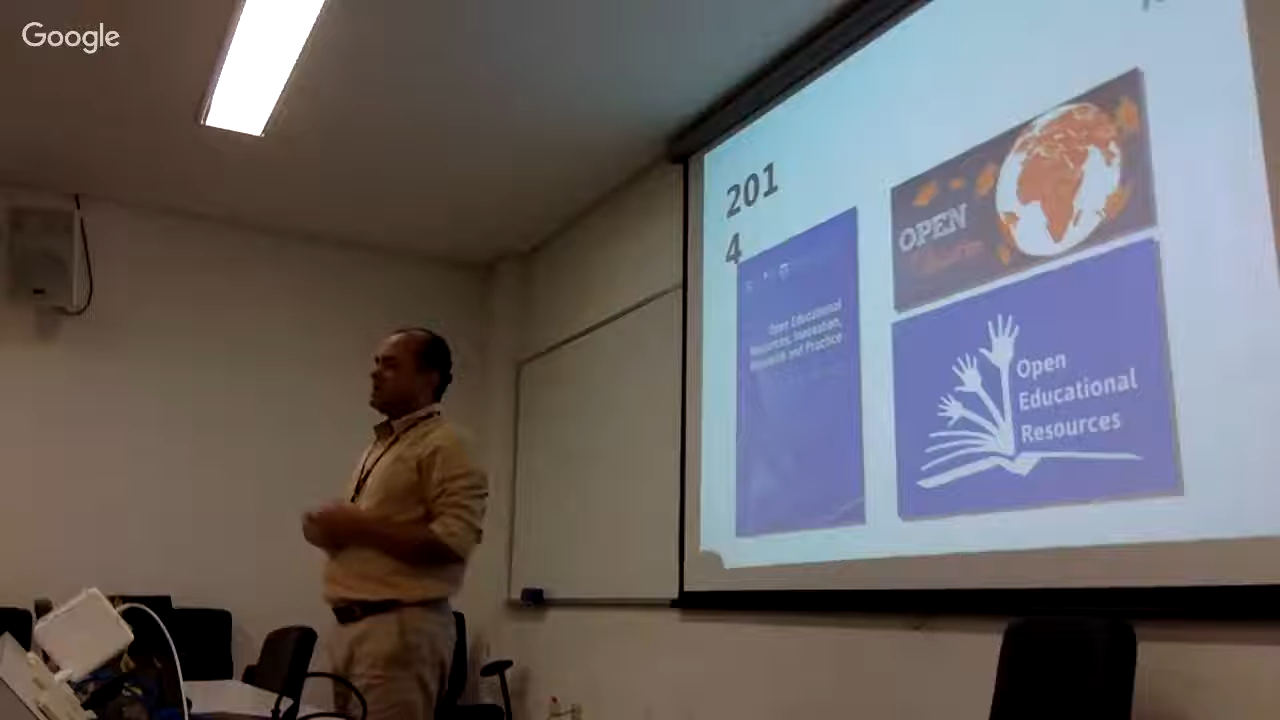 Google
201
4
OPEN
Open Educational
Resources, Innovation,
Research and Practice
Open
Educational
Resources